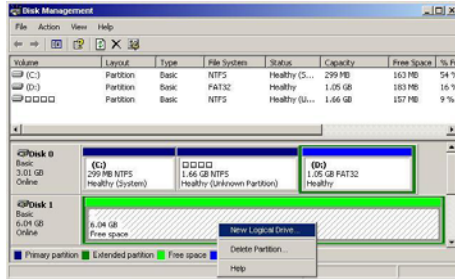 Disk Management
File Action View Help
Volume Layout Type File System Status Capacity Free Space % F
(C:) Partition Basic NTFS Healthy (S... 299 MB 163 MB 54 %
(D:) Partition Basic FAT32 Healthy 1.05 GB 183 MB 16 %
□□□□ Partition Basic NTFS Healthy (U... 1.66 GB 157 MB 9 %
Disk 0
Basic
3.01 GB
Online
(C:)
299 MB NTFS
Healthy (System)
□□□□
1.66 GB NTFS
Healthy (Unknown Partition)
(D:)
1.05 GB FAT32
Healthy
Disk 1
Basic
6.04 GB
Online
6.04 GB
Free space
New Logical Drive...
Delete Partition...
Help
Primary partition Extended partition Free space